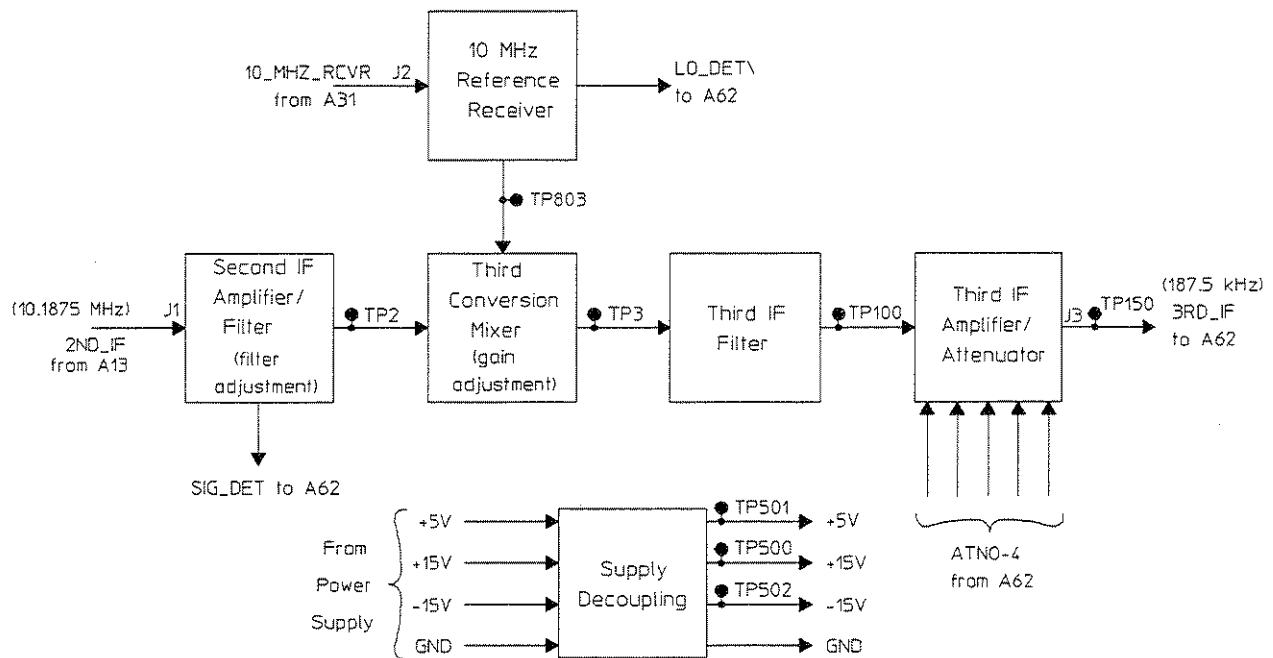 10 MHz
Reference
Receiver
10_MHZ_RCVR
from A31
J2
LO_DET\
to A62
TP803
(10.1875 MHz)
2ND_IF
from A13
J1
Second IF
Amplifier/
Filter
(filter
adjustment)
TP2
Third
Conversion
Mixer
(gain
adjustment)
TP3
Third IF
Filter
TP100
Third IF
Amplifier/
Attenuator
J3
TP150
(187.5 kHz)
3RD_IF
to A62
SIG_DET to A62
ATN0-4
from A62
From
Power
Supply
+5V
+15V
-15V
GND
Supply
Decoupling
TP501
TP500
TP502
+5V
+15V
-15V
GND